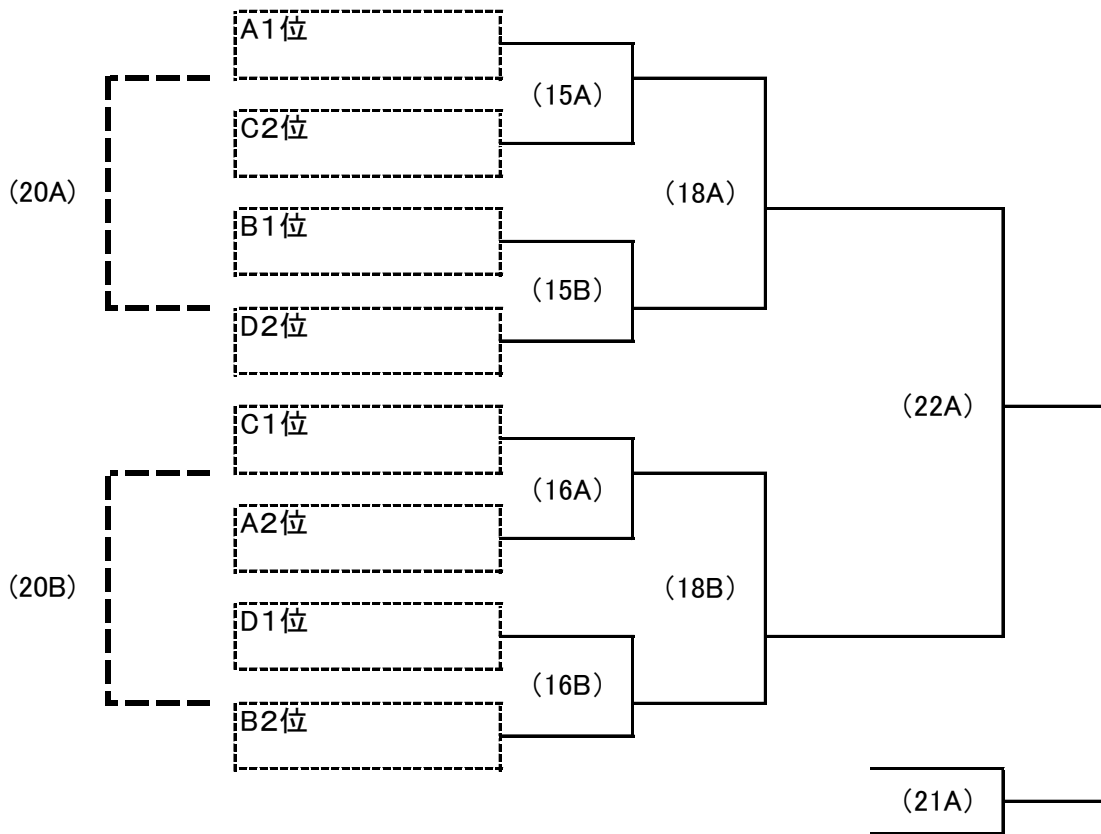 A１位
（15A）
C２位
（20A）
（18A）
B１位
（15B）
D２位
C１位
（22A）
（16A）
A２位
（20B）
（18B）
D１位
（16B）
B２位
（21A）